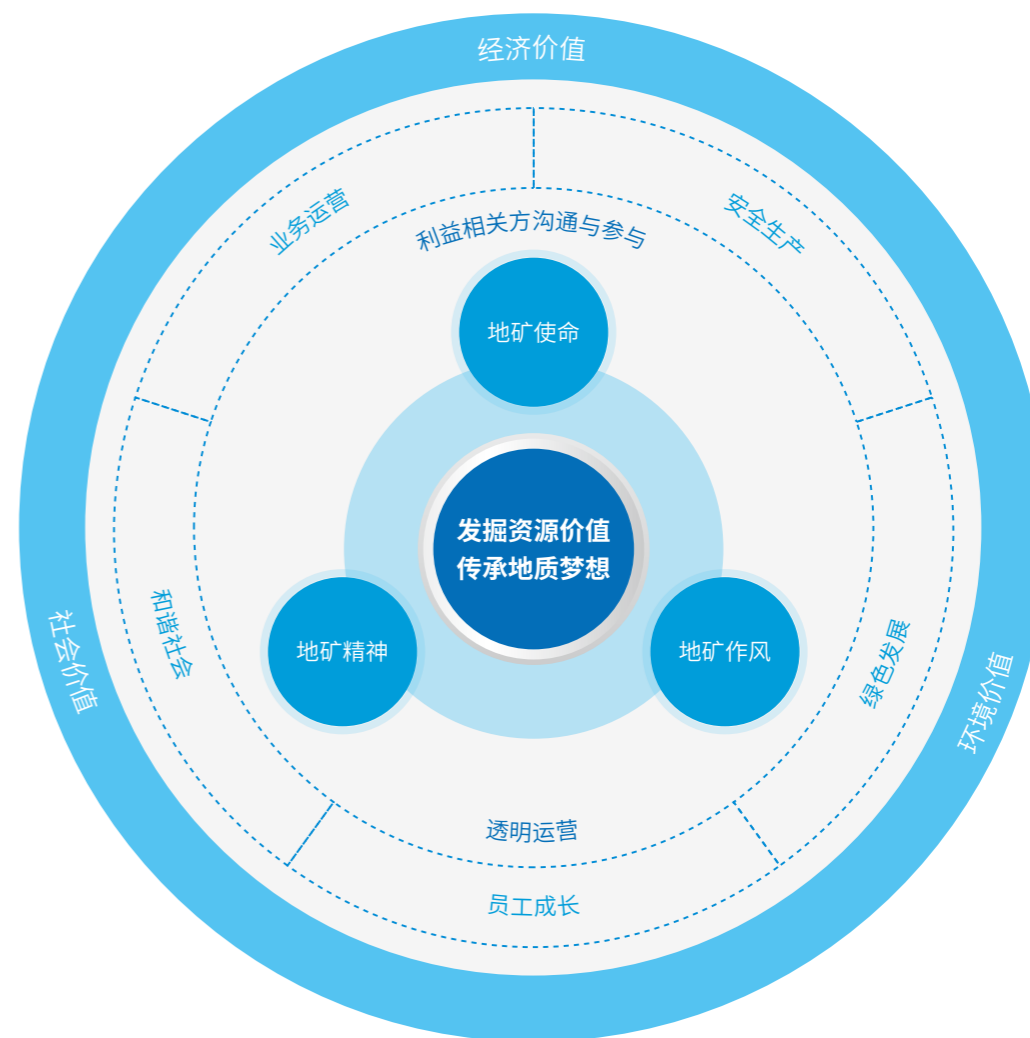 经济价值
业务运营
安全生产
利益相关方沟通与参与
地矿使命
发掘资源价值
传承地质梦想
地矿精神
地矿作风
和谐社会
绿色发展
社会价值
环境价值
透明运营
员工成长